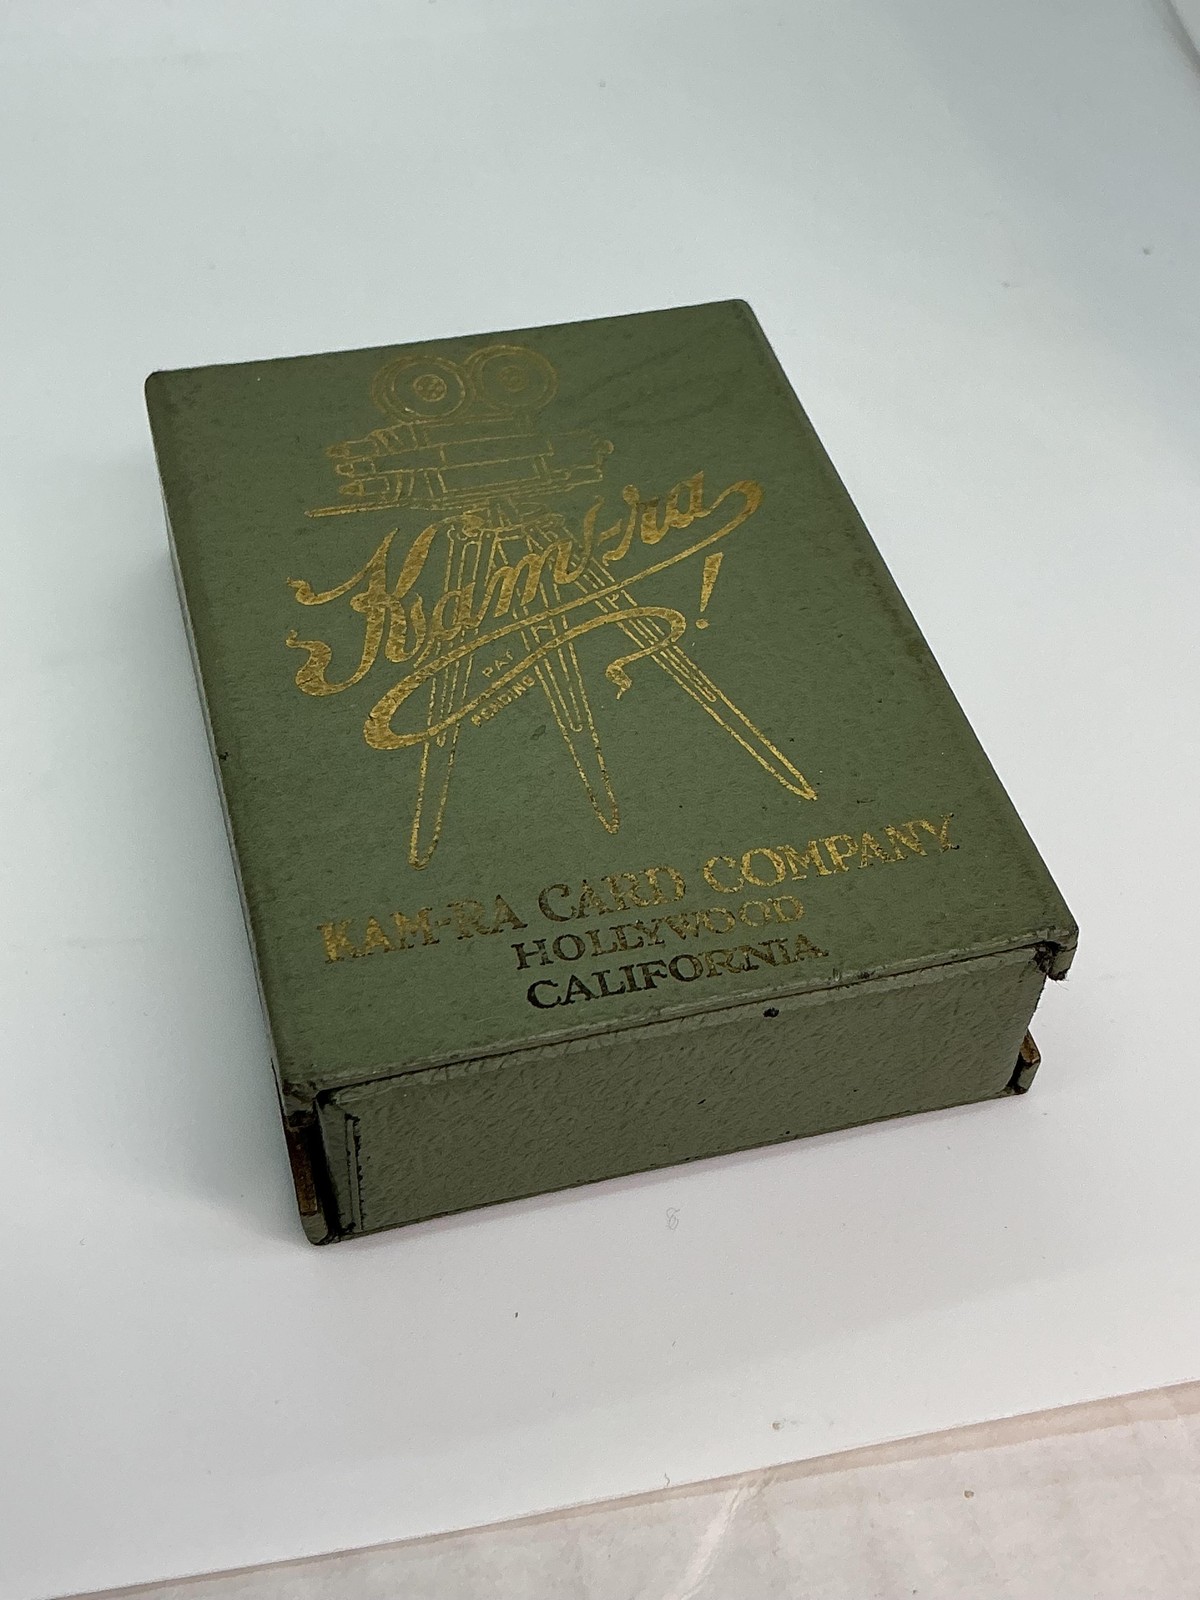 Kam-ra!
PAT
PENDING
KAM-RA CARD COMPANY
HOLLYWOOD
CALIFORNIA